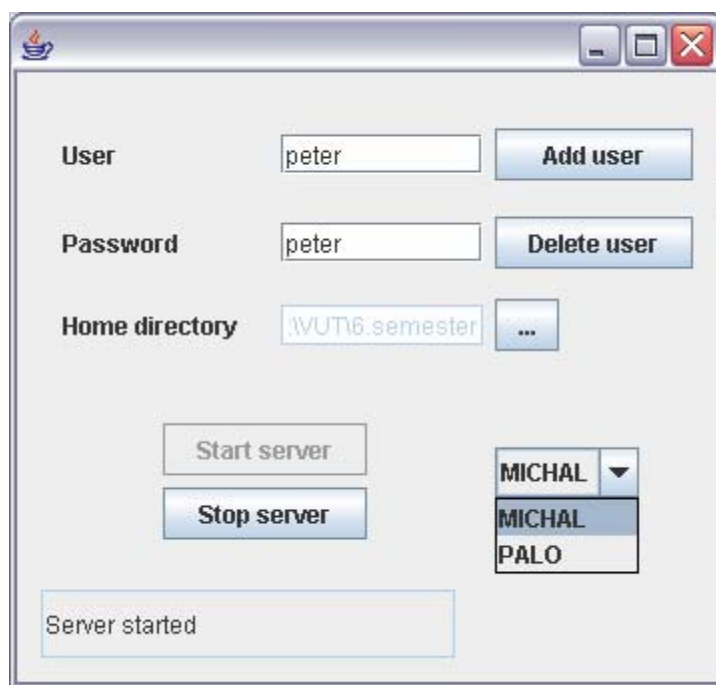 User peter Add user
Password peter Delete user
Home directory :\VUT\6.semester ...
Start server
MICHAL
Stop server
MICHAL
PALO
Server started